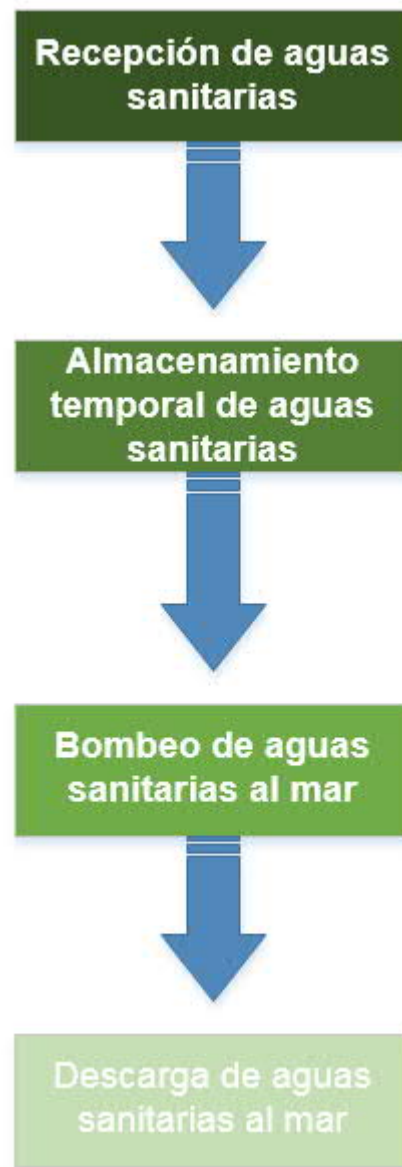 Recepción de aguas
sanitarias
Almacenamiento
temporal de aguas
sanitarias
Bombeo de aguas
sanitarias al mar
Descarga de aguas
sanitarias al mar